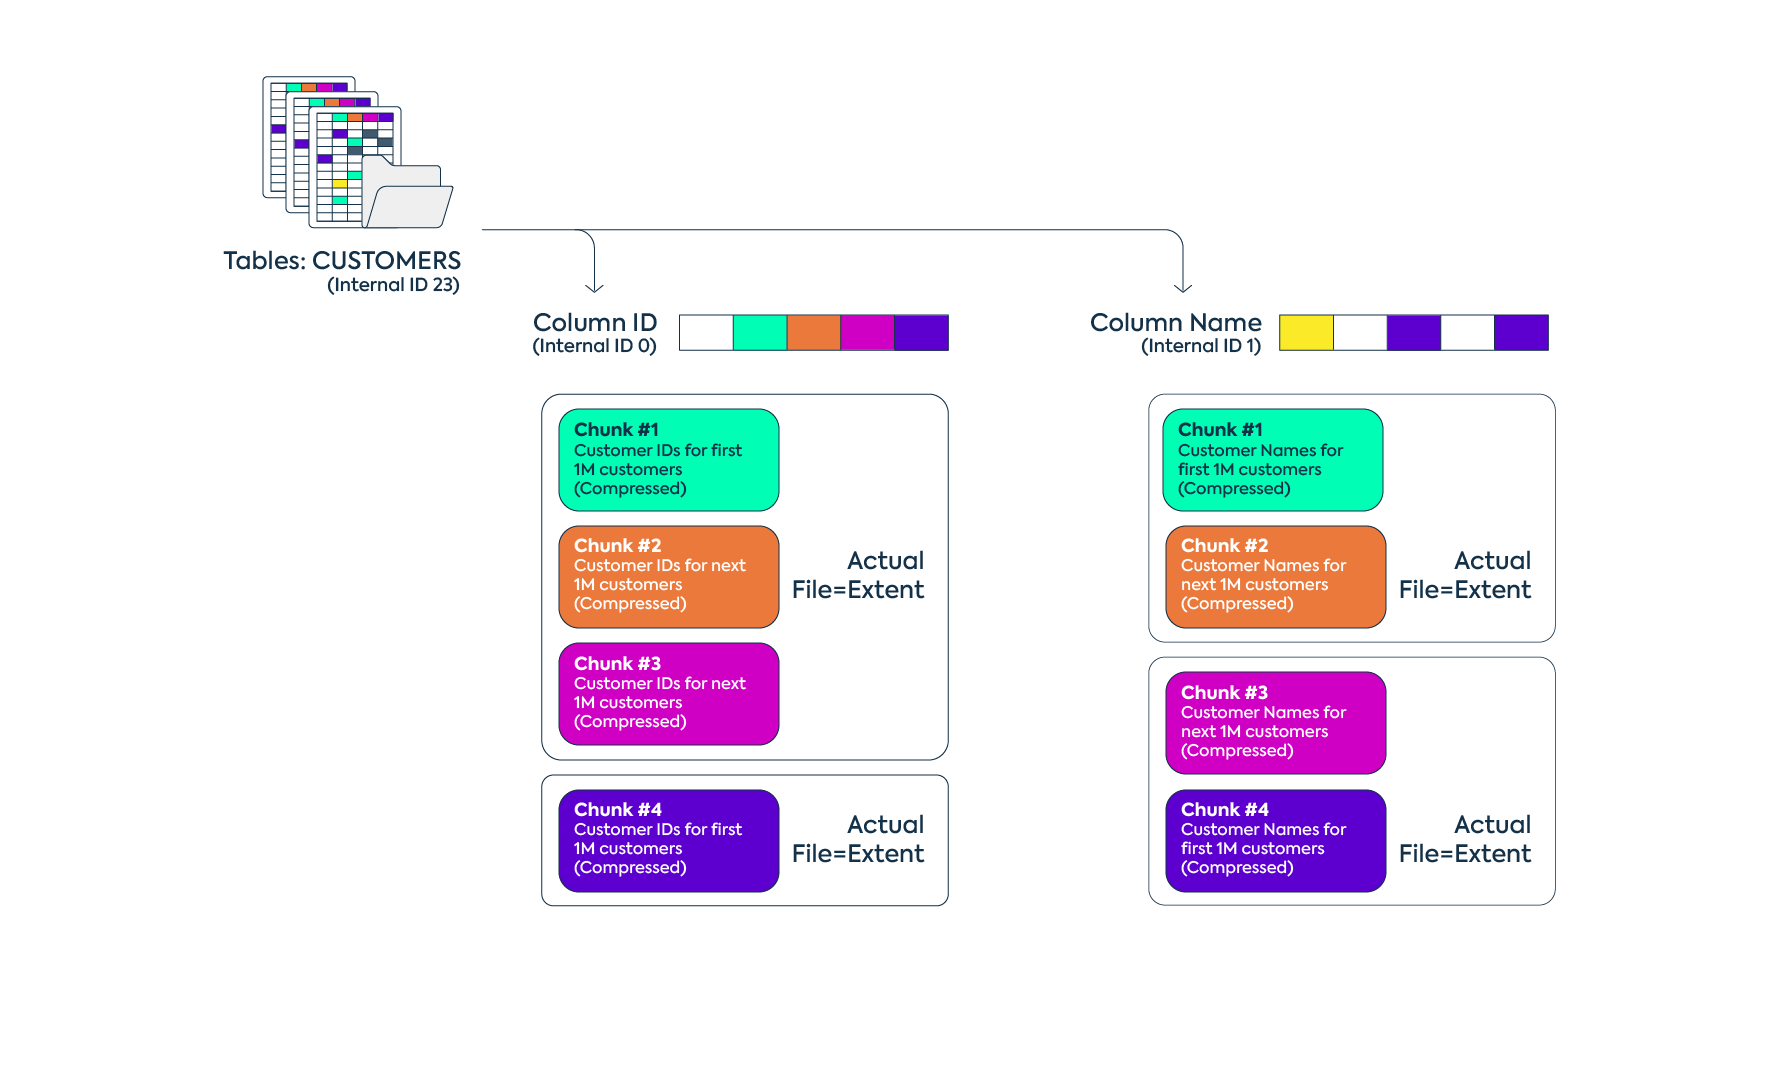 Tables: CUSTOMERS
(Internal ID 23)
Column ID
(Internal ID 0)
Chunk #1
Customer IDs for first
1M customers
(Compressed)
Chunk #2
Customer IDs for next
1M customers
(Compressed)
Chunk #3
Customer IDs for next
1M customers
(Compressed)
Actual
File=Extent
Chunk #4
Customer IDs for first
1M customers
(Compressed)
Actual
File=Extent
Column Name
(Internal ID 1)
Chunk #1
Customer Names for
first 1M customers
(Compressed)
Chunk #2
Customer Names for
next 1M customers
(Compressed)
Actual
File=Extent
Chunk #3
Customer Names for
next 1M customers
(Compressed)
Chunk #4
Customer Names for
first 1M customers
(Compressed)
Actual
File=Extent